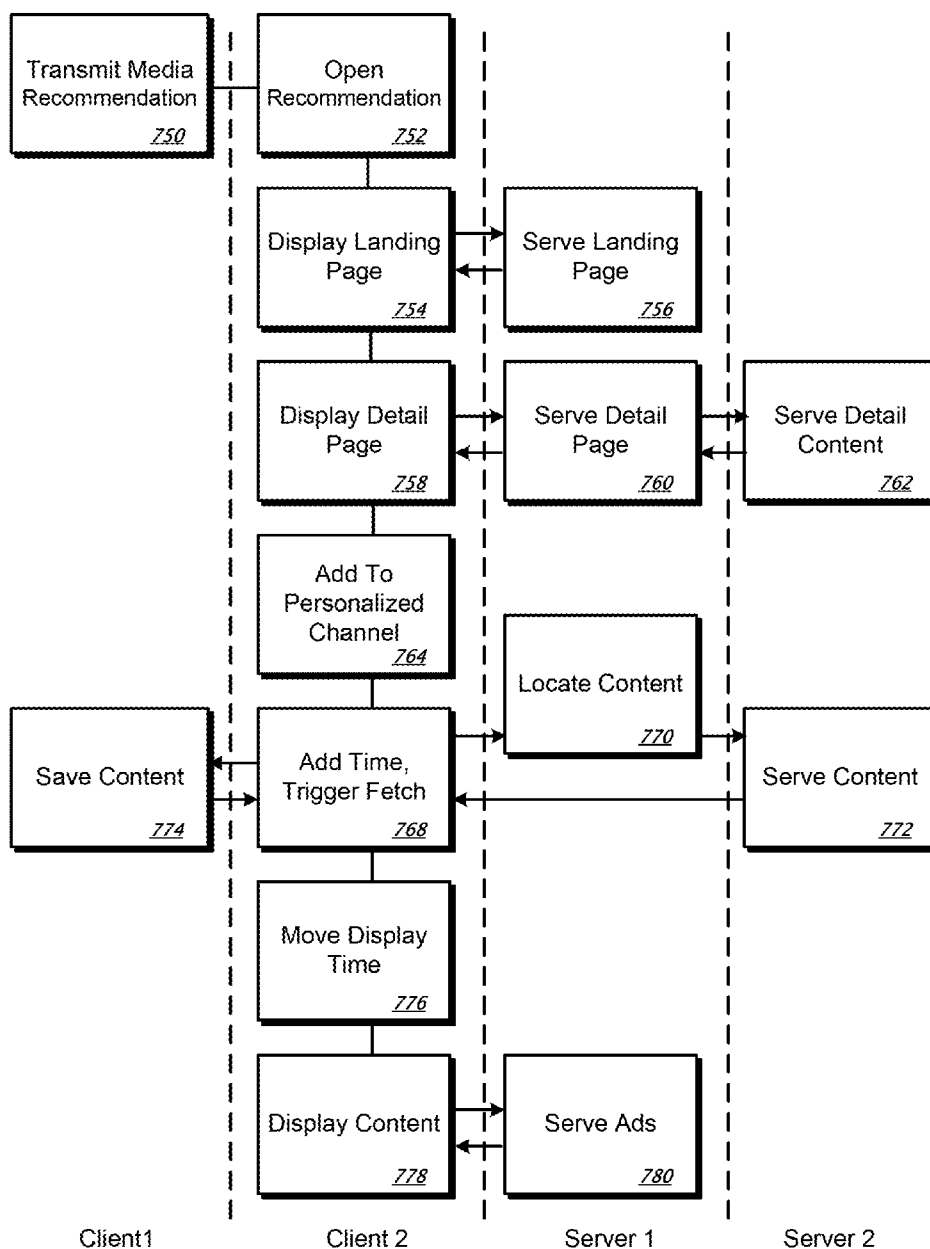 Transmit Media
Recommendation
750
Open
Recommendation
752
Display Landing
Page
754
Serve Landing
Page
756
Display Detail
Page
758
Serve Detail
Page
760
Serve Detail
Content
762
Add To
Personalized
Channel
764
Locate Content
770
Save Content
774
Add Time,
Trigger Fetch
768
Serve Content
772
Move Display
Time
776
Display Content
778
Serve Ads
780
Client1
Client 2
Server 1
Server 2